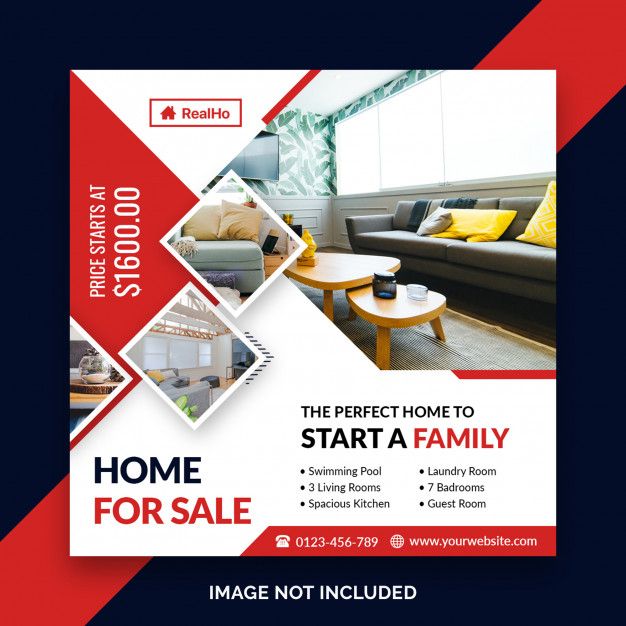 RealHo
PRICE STARTS AT
$1600.00
THE PERFECT HOME TO
START A FAMILY
• Swimming Pool
• 3 Living Rooms
• Spacious Kitchen
• Laundry Room
• 7 Badrooms
• Guest Room
HOME
FOR SALE
0123-456-789
www.yourwebsite.com
IMAGE NOT INCLUDED